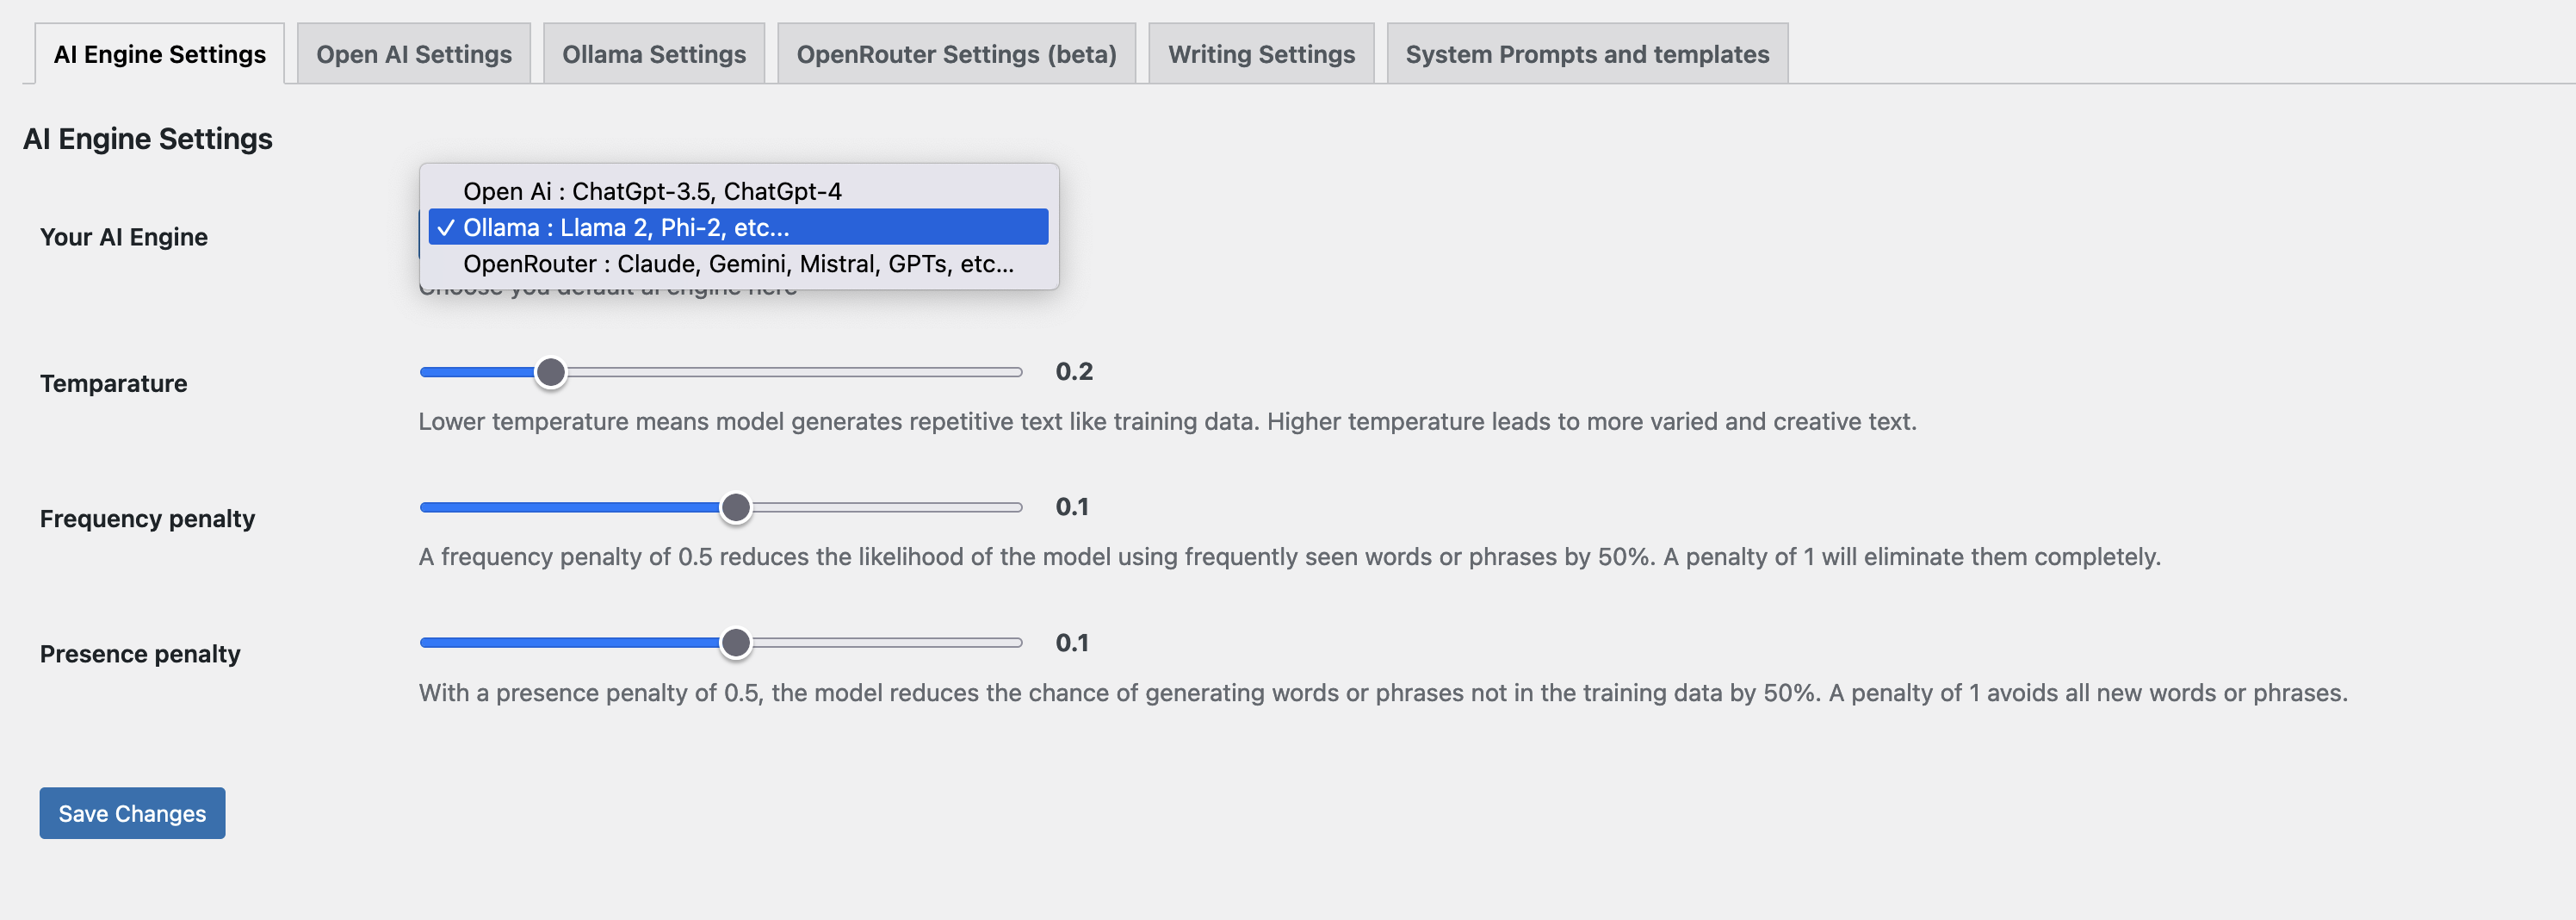 AI Engine Settings
Open AI Settings
Ollama Settings
OpenRouter Settings (beta)
Writing Settings
System Prompts and templates
AI Engine Settings
Your AI Engine
Open Ai : ChatGpt-3.5, ChatGpt-4
✓ Ollama : Llama 2, Phi-2, etc...
OpenRouter : Claude, Gemini, Mistral, GPTs, etc...
Choose you default ai engine here
Temparature
0.2
Lower temperature means model generates repetitive text like training data. Higher temperature leads to more varied and creative text.
Frequency penalty
0.1
A frequency penalty of 0.5 reduces the likelihood of the model using frequently seen words or phrases by 50%. A penalty of 1 will eliminate them completely.
Presence penalty
0.1
With a presence penalty of 0.5, the model reduces the chance of generating words or phrases not in the training data by 50%. A penalty of 1 avoids all new words or phrases.
Save Changes